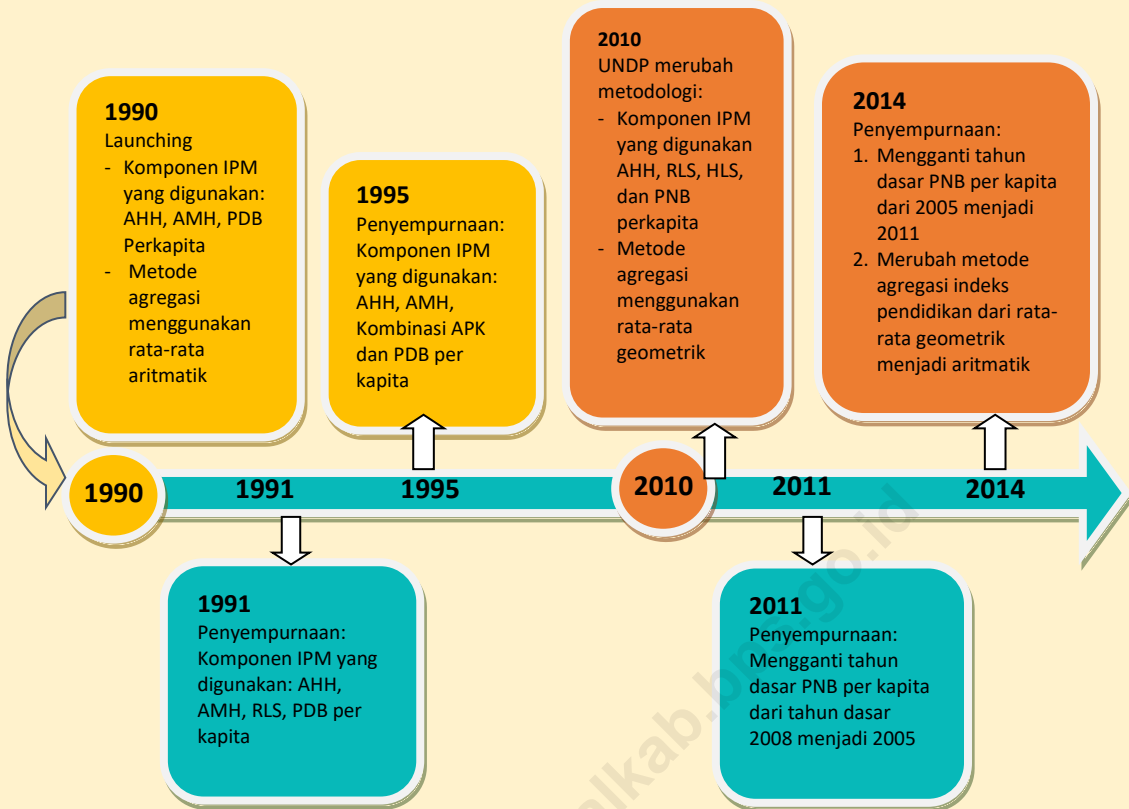 1990
Launching
- Komponen IPM
yang digunakan:
AHH, AMH, PDB
Perkapita
- Metode
agregasi
menggunakan
rata-rata
aritmatik
1995
Penyempurnaan:
Komponen IPM
yang digunakan:
AHH, AMH,
Kombinasi APK
dan PDB per
kapita
2010
UNDP merubah
metodologi:
- Komponen IPM
yang digunakan
AHH, RLS, HLS,
dan PNB
perkapita
- Metode
agregasi
menggunakan
rata-rata
geometrik
2014
Penyempurnaan:
1. Mengganti tahun
dasar PNB per kapita
dari 2005 menjadi
2011
2. Merubah metode
agregasi indeks
pendidikan dari rata-
rata geometrik
menjadi aritmatik
1990 1991 1995 2010 2011 2014
1991
Penyempurnaan:
Komponen IPM yang
digunakan: AHH,
AMH, RLS, PDB per
kapita
2011
Penyempurnaan:
Mengganti tahun
dasar PNB per kapita
dari tahun dasar
2008 menjadi 2005
alkab.bps.go.id